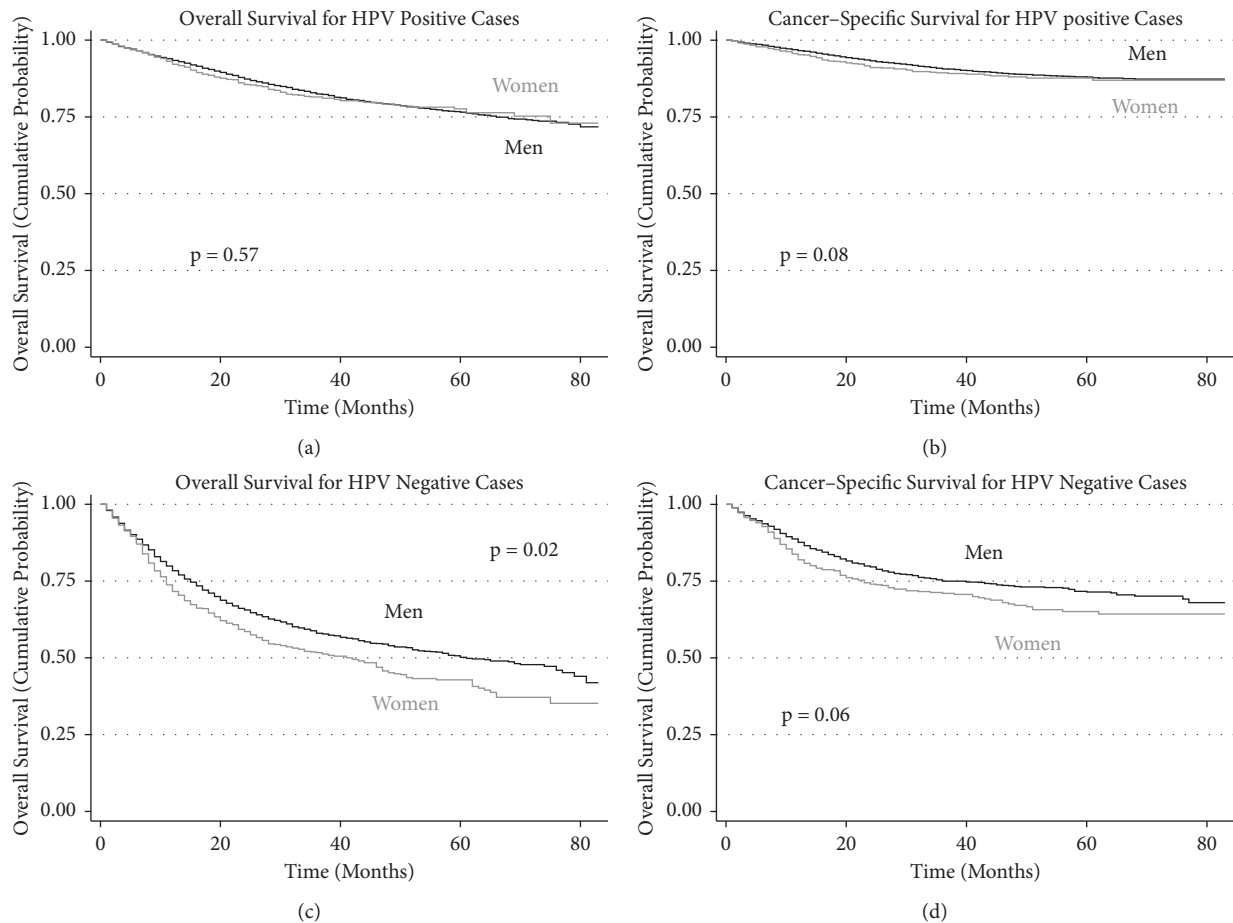 Overall Survival for HPV Positive Cases
Overall Survival (Cumulative Probability)
1.00
0.75
0.50
0.25
0.00
Women
Men
p = 0.57
0 20 40 60 80
Time (Months)
(a)
Cancer–Specific Survival for HPV positive Cases
Overall Survival (Cumulative Probability)
1.00
0.75
0.50
0.25
0.00
Men
Women
p = 0.08
0 20 40 60 80
Time (Months)
(b)
Overall Survival for HPV Negative Cases
Overall Survival (Cumulative Probability)
1.00
0.75
0.50
0.25
0.00
p = 0.02
Men
Women
0 20 40 60 80
Time (Months)
(c)
Cancer–Specific Survival for HPV Negative Cases
Overall Survival (Cumulative Probability)
1.00
0.75
0.50
0.25
0.00
Men
Women
p = 0.06
0 20 40 60 80
Time (Months)
(d)